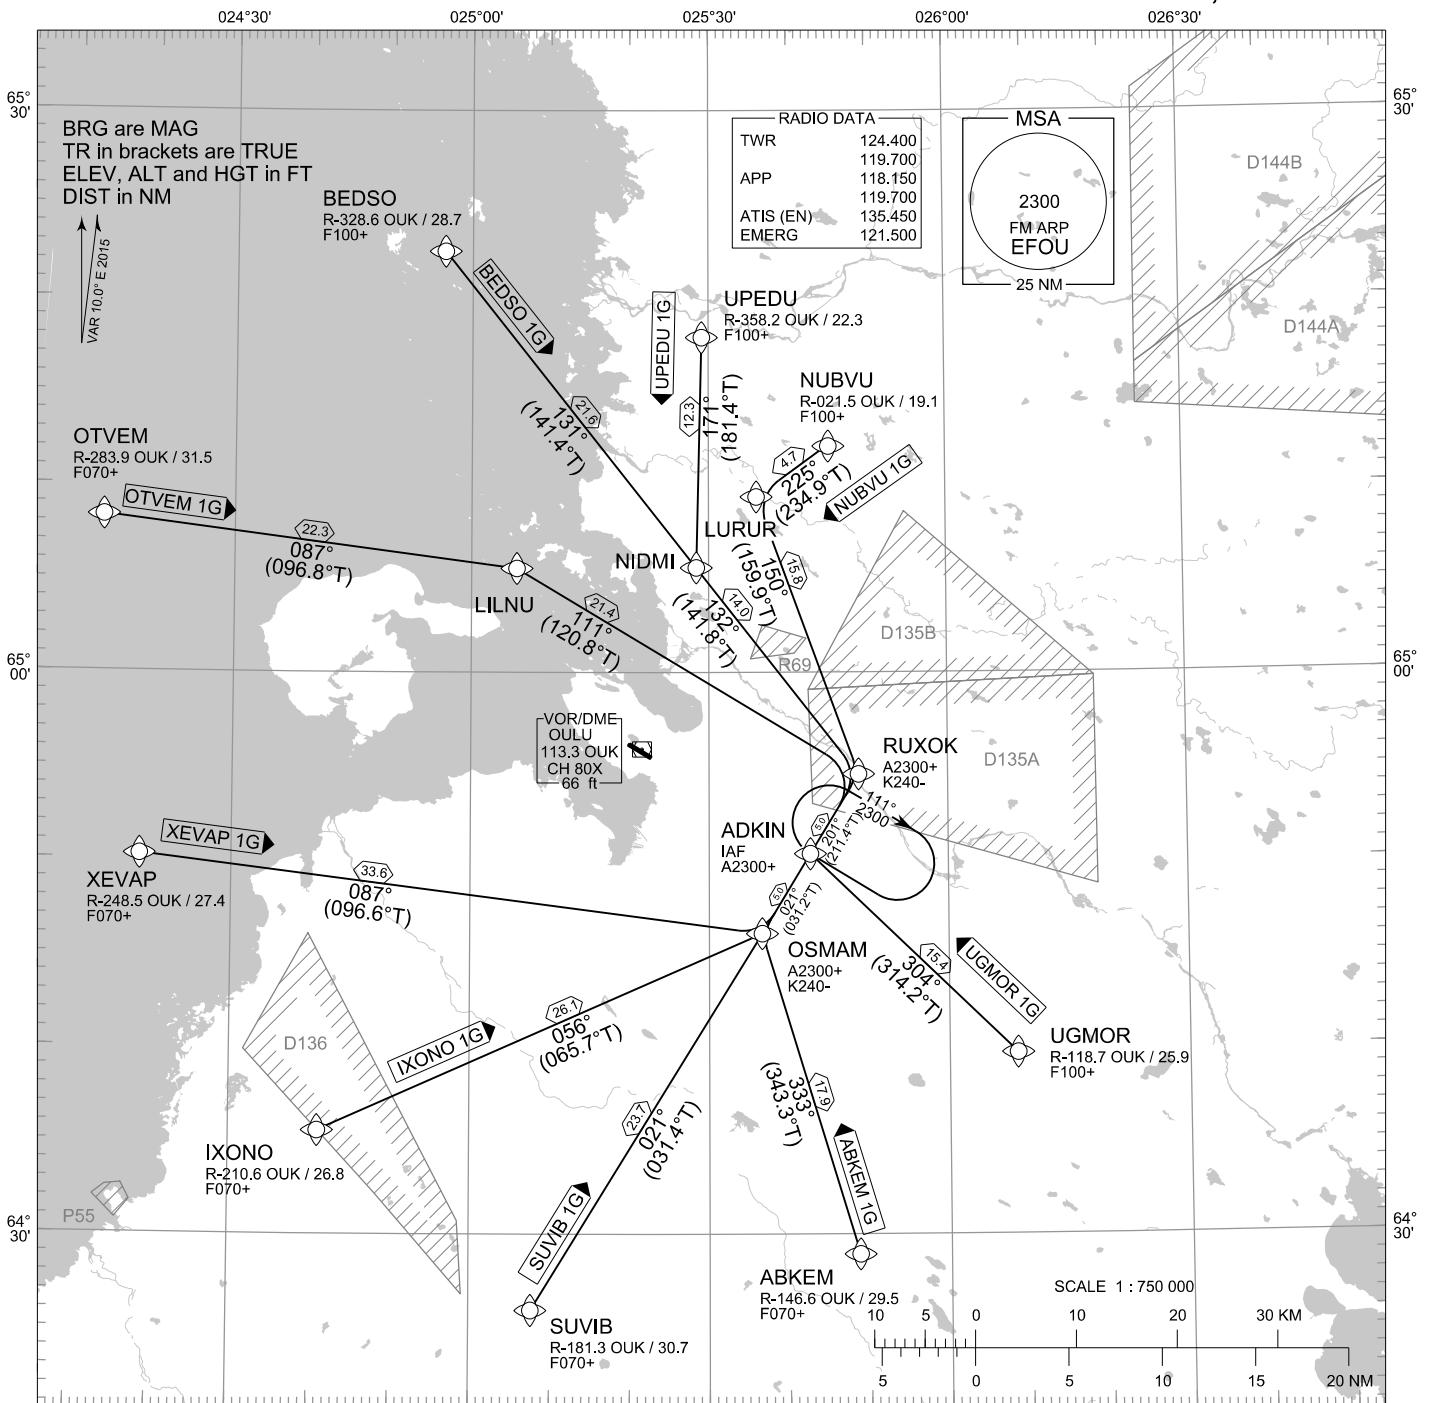 024°30' 025°00' 025°30' 026°00' 026°30'
65°
30'
65°
30'
BRG are MAG
TR in brackets are TRUE
ELEV, ALT and HGT in FT
DIST in NM
VAR 10.0° E 2015
RADIO DATA
TWR 124.400
119.700
APP 118.150
119.700
ATIS (EN) 135.450
EMERG 121.500
MSA
2300
FM ARP
EFOU
25 NM
D144B
D144A
BEDSO
R-328.6 OUK / 28.7
F100+
BEDSO 1G
21.6
131°
(141.4°T)
UPEDU
R-358.2 OUK / 22.3
F100+
UPEDU 1G
12.3
171°
(181.4°T)
NUBVU
R-021.5 OUK / 19.1
F100+
4.7
225°
(234.9°T)
NUBVU 1G
OTVEM
R-283.9 OUK / 31.5
F070+
OTVEM 1G
22.3
087°
(096.8°T)
LURUR
NIDMI
LILNU
15.8
150°
(159.9°T)
14.0
132°
(141.8°T)
21.4
111°
(120.8°T)
D135B
R69
65°
00'
65°
00'
VOR/DME
OULU
113.3 OUK
CH 80X
66 ft
RUXOK
A2300+
K240-
D135A
111°
2300
5.0
201°
(211.4°T)
ADKIN
IAF
A2300+
XEVAP 1G
XEVAP
R-248.5 OUK / 27.4
F070+
33.6
087°
(096.6°T)
5.0
021°
(031.2°T)
OSMAM
A2300+
K240-
15.4
304°
(314.2°T)
UGMOR 1G
UGMOR
R-118.7 OUK / 25.9
F100+
D136
IXONO 1G
26.1
056°
(065.7°T)
IXONO
R-210.6 OUK / 26.8
F070+
23.7
021°
(031.4°T)
17.9
333°
(343.3°T)
ABKEM 1G
SUVIB 1G
P55
64°
30'
64°
30'
ABKEM
R-146.6 OUK / 29.5
F070+
SUVIB
R-181.3 OUK / 30.7
F070+
SCALE 1 : 750 000
10 5 0 10 20 30 KM
5 0 5 10 15 20 NM